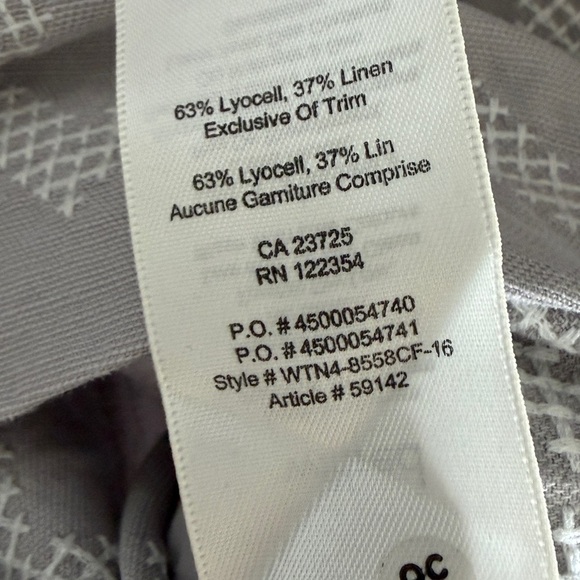 63% Lyocell, 37% Linen
Exclusive Of Trim
63% Lyocell, 37% Lin
Aucune Garniture Comprise
CA 23725
RN 122354
P.O. # 4500054740
P.O. # 4500054741
Style # WTN4-8558CF-16
Article # 59142
QC